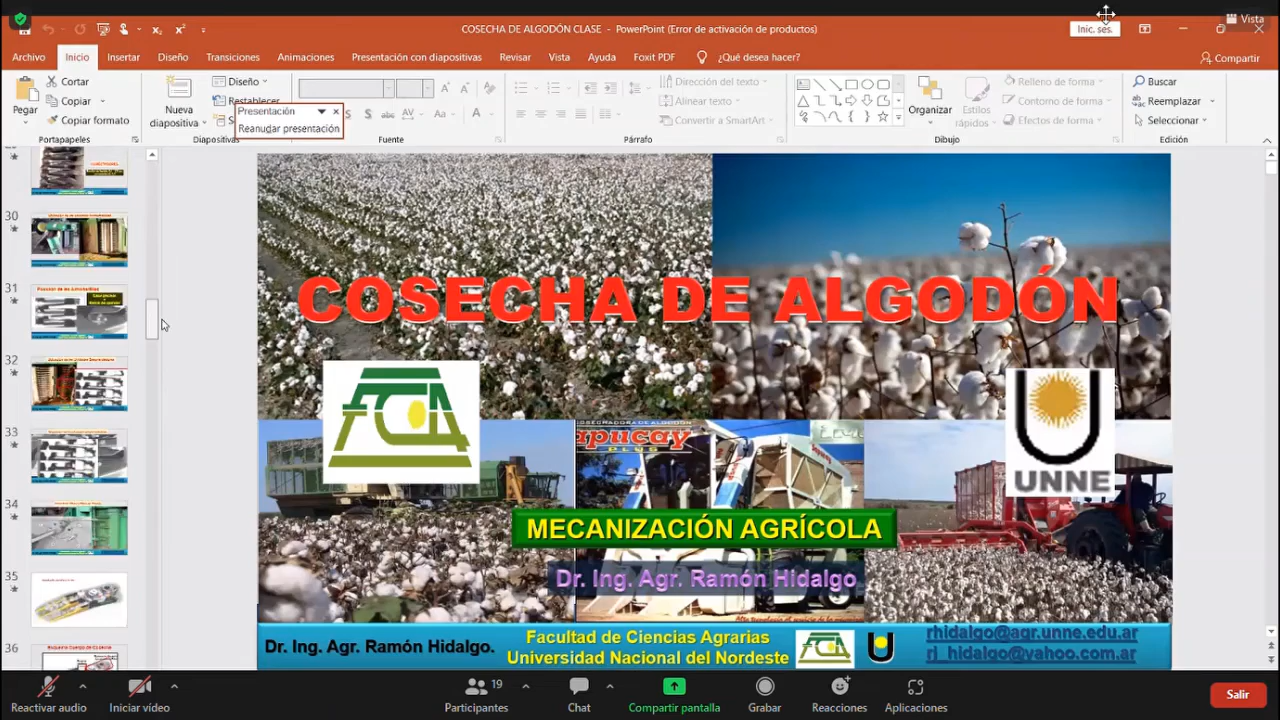 COSECHA DE ALGODÓN CLASE - PowerPoint (Error de activación de productos)
Inic. ses.
Vista
Archivo Inicio Insertar Diseño Transiciones Animaciones Presentación con diapositivas Revisar Vista Ayuda Foxit PDF ¿Qué desea hacer? Compartir
Pegar
Cortar
Copiar
Copiar formato
Portapapeles
Nueva
diapositiva
Diseño
Restablecer
Diapositivas
Presentación
Reanudar presentación
Fuente
Dirección del texto
Alinear texto
Convertir a SmartArt
Párrafo
Organizar
Estilos
rápidos
Relleno de forma
Contorno de forma
Efectos de forma
Dibujo
Buscar
Reemplazar
Seleccionar
Edición
30
31
32
33
34
35
36
COSECHA DE ALGODÓN
FCA
UNNE
MECANIZACIÓN AGRÍCOLA
Dr. Ing. Agr. Ramón Hidalgo
Dr. Ing. Agr. Ramón Hidalgo.
Facultad de Ciencias Agrarias
Universidad Nacional del Nordeste
rhidalgo@agr.unne.edu.ar
rj_hidalgo@yahoo.com.ar
Reactivar audio
Iniciar vídeo
19
Participantes
Chat
Compartir pantalla
Grabar
Reacciones
Aplicaciones
Salir